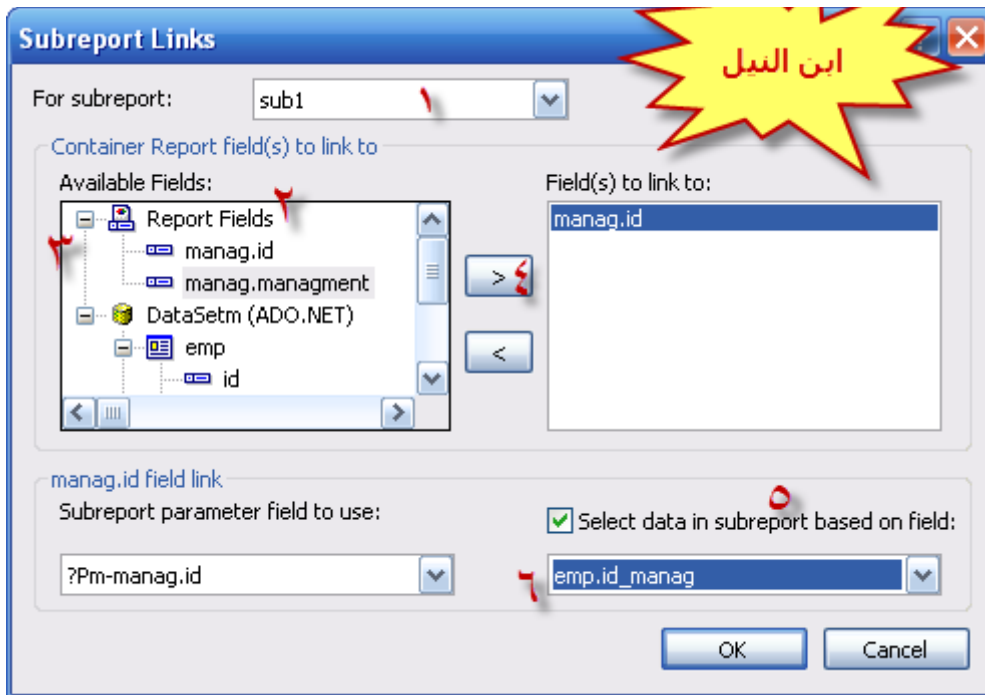 Subreport Links
ابن النيل
For subreport:
sub1
١
Container Report field(s) to link to
Available Fields:
٢
Field(s) to link to:
Report Fields
manag.id
٣
manag.id
manag.managment
>
٤
DataSetm (ADO.NET)
emp
<
id
manag.id field link
٥
Subreport parameter field to use:
Select data in subreport based on field:
?Pm-manag.id
٦
emp.id_manag
OK
Cancel